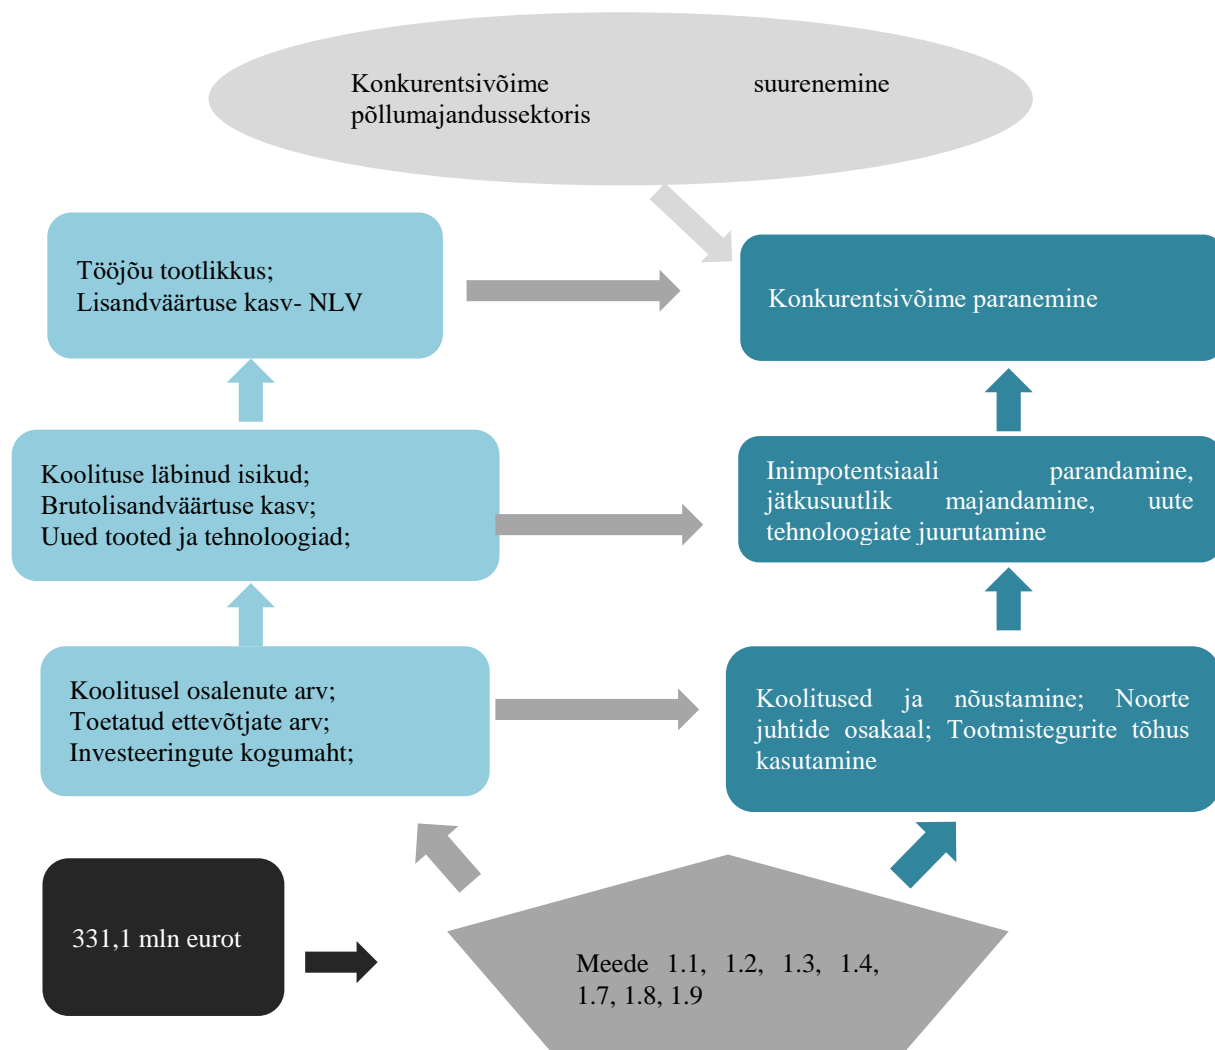 Konkurentsivõime suurenemine
põllumajandussektoris
Tööjõu tootlikkus;
Lisandväärtuse kasv- NLV
Konkurentsivõime paranemine
Koolituse läbinud isikud;
Brutolisandväärtuse kasv;
Uued tooted ja tehnoloogiad;
Inimpotentsiaali parandamine,
jätkusuutlik majandamine, uute
tehnoloogiate juurutamine
Koolitusel osalenute arv;
Toetatud ettevõtjate arv;
Investeeringute kogumaht;
Koolitused ja nõustamine; Noorte
juhtide osakaal; Tootmistegurite tõhus
kasutamine
331,1 mln eurot
Meede 1.1, 1.2, 1.3, 1.4,
1.7, 1.8, 1.9